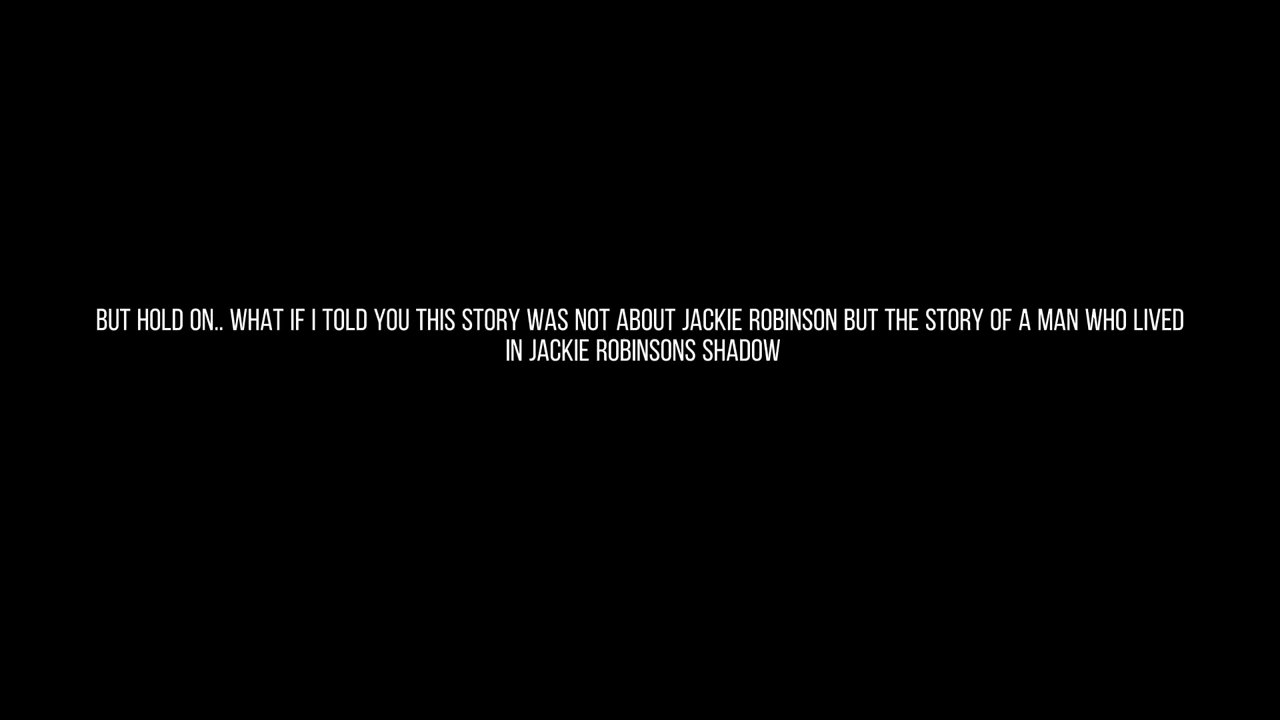 BUT HOLD ON.. WHAT IF I TOLD YOU THIS STORY WAS NOT ABOUT JACKIE ROBINSON BUT THE STORY OF A MAN WHO LIVED
IN JACKIE ROBINSONS SHADOW